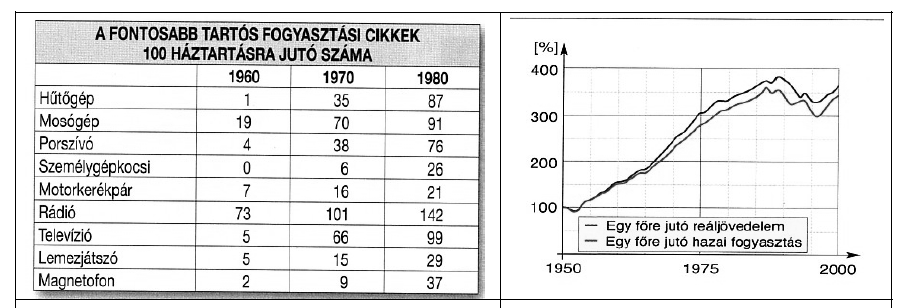 A FONTOSABB TARTÓS FOGYASZTÁSI CIKKEK
100 HÁZTARTÁSRA JUTÓ SZÁMA
1960 1970 1980
Hűtőgép 1 35 87
Mosógép 19 70 91
Porszívó 4 38 76
Személygépkocsi 0 6 26
Motorkerékpár 7 16 21
Rádió 73 101 142
Televízió 5 66 99
Lemezjátszó 5 15 29
Magnetofon 2 9 37
[%]
400
300
200
100
Egy főre jutó reáljövedelem
Egy főre jutó hazai fogyasztás
1950 1975 2000